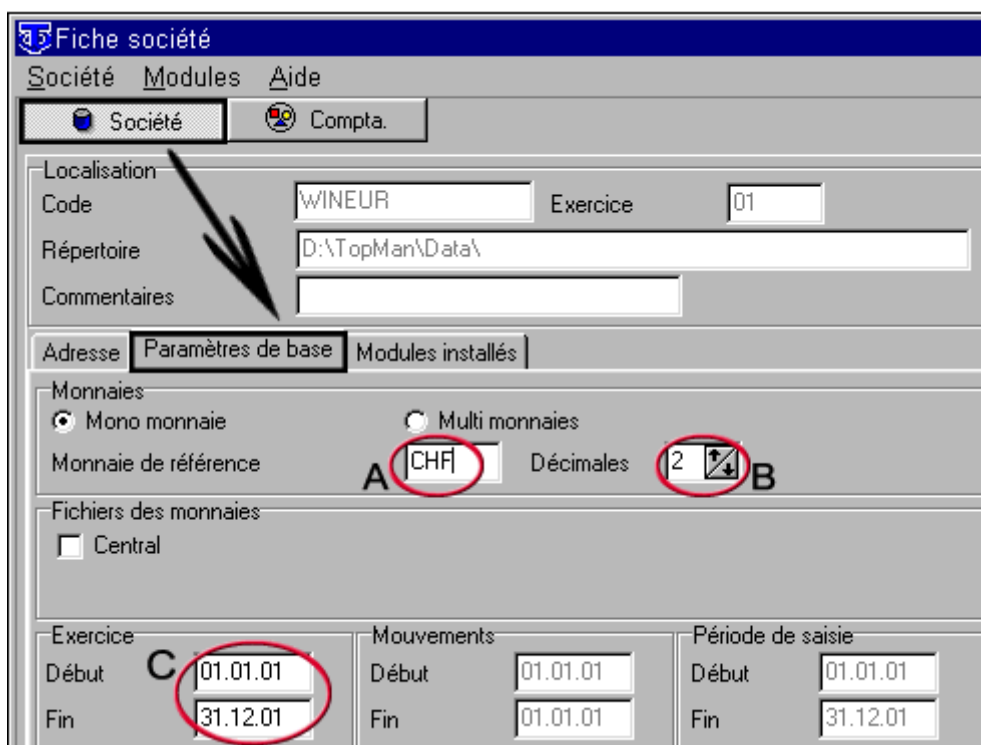 Fiche société
Société Modules Aide
Société Compta.
Localisation
Code WINEUR Exercice 01
Répertoire D:\TopMan\Data\
Commentaires
Adresse Paramètres de base Modules installés
Monnaies
Mono monnaie Multi monnaies
Monnaie de référence A CHF Décimales 2 B
Fichiers des monnaies
Central
Exercice Mouvements Période de saisie
Début C 01.01.01 Début 01.01.01 Début 01.01.01
Fin 31.12.01 Fin 01.01.01 Fin 31.12.01